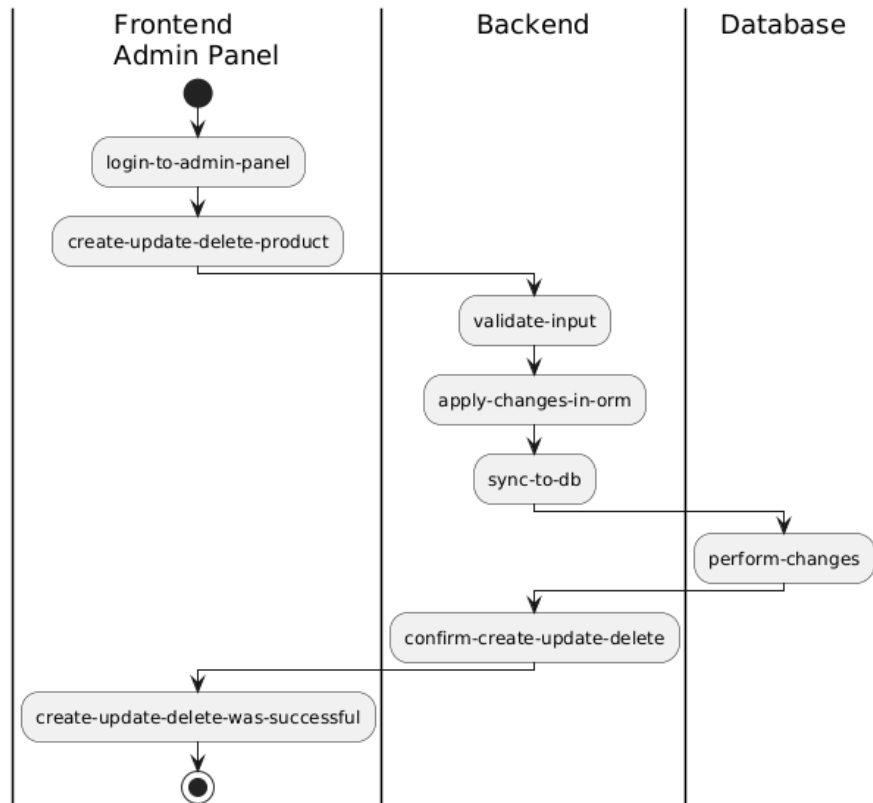 Frontend
Admin Panel
Backend
Database
login-to-admin-panel
create-update-delete-product
validate-input
apply-changes-in-orm
sync-to-db
perform-changes
confirm-create-update-delete
create-update-delete-was-successful